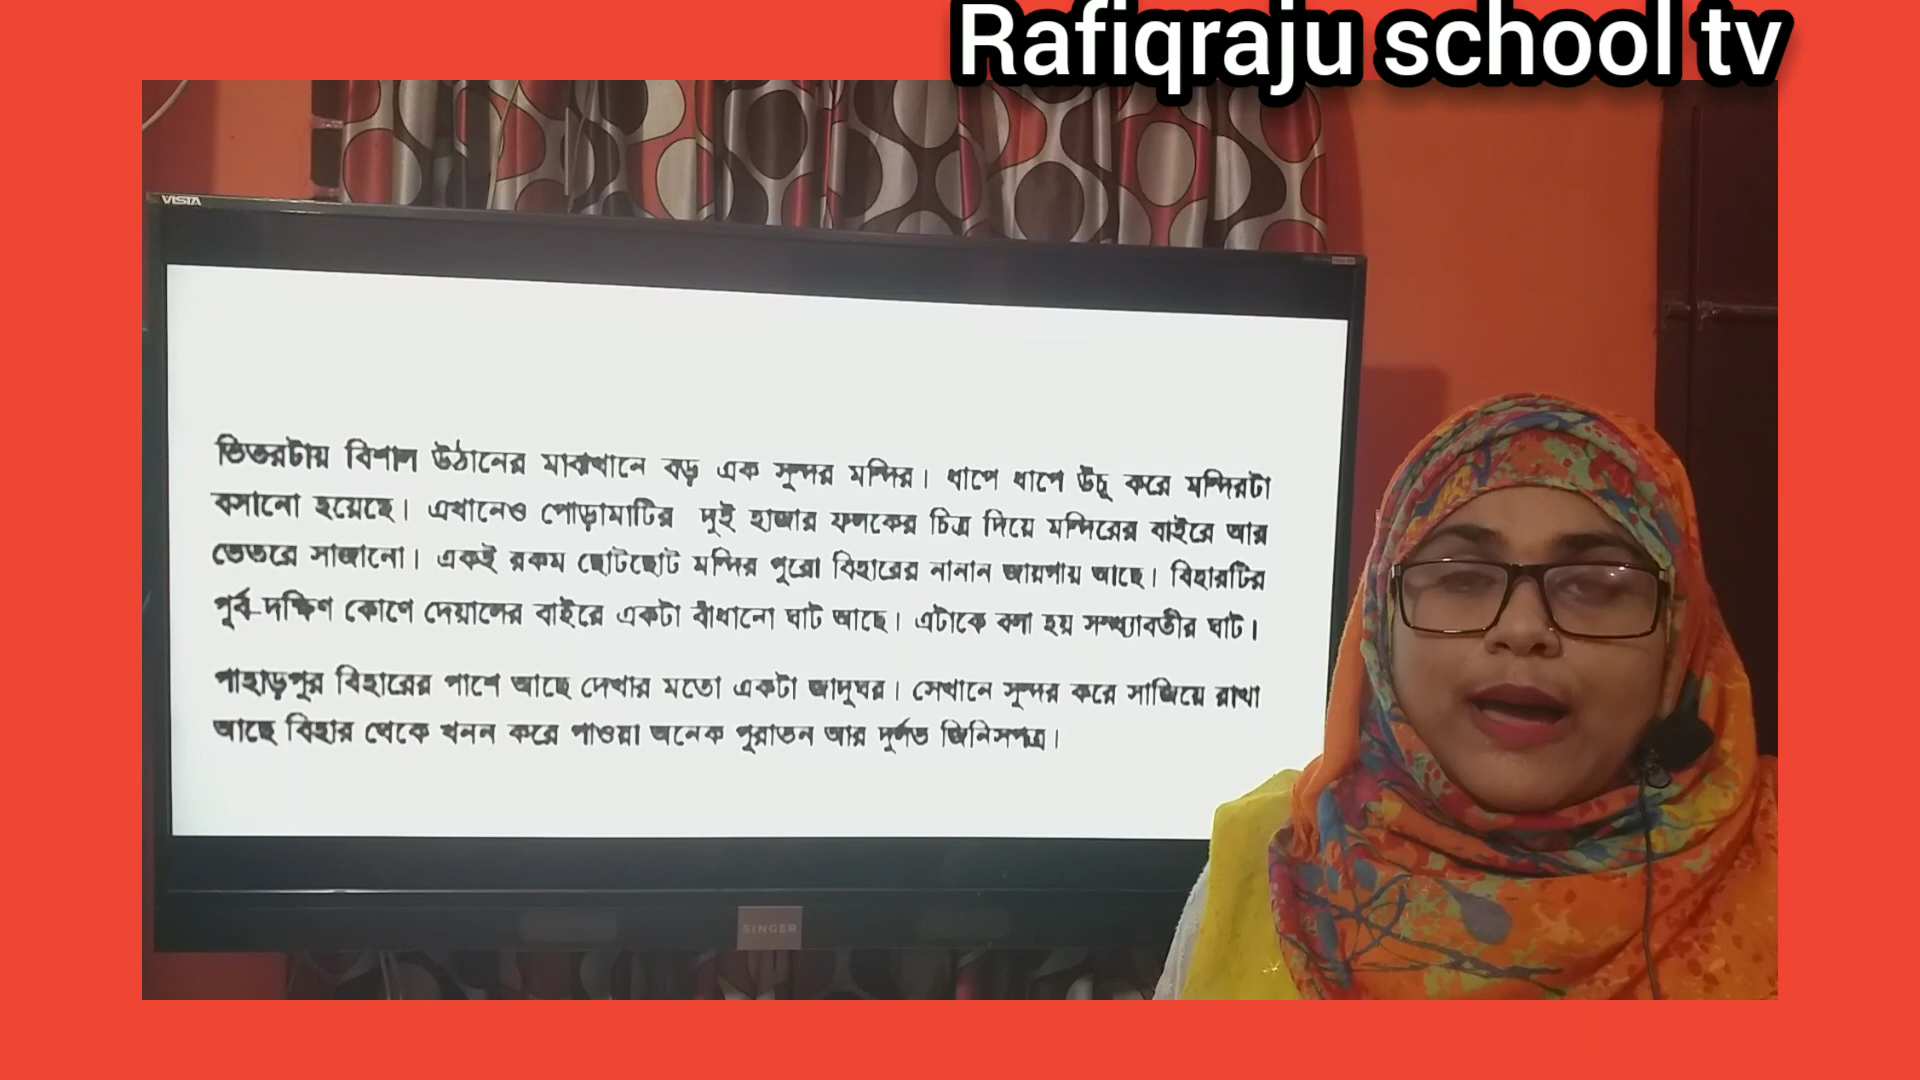 Rafiqraju school tv
VISTA
ভিতরটায় বিশাল উঠানের মাঝখানে বড় এক সুন্দর মন্দির। ধাপে ধাপে উঁচু করে মন্দিরটা
বসানো হয়েছে। এখানেও পোড়ামাটির দুই হাজার ফলকের চিত্র দিয়ে মন্দিরের বাইরে আর
ভেতরে সাজানো। একই রকম ছোটছোট মন্দির পুরো বিহারের নানান জায়গায় আছে। বিহারটির
পূর্ব-দক্ষিণ কোণে দেয়ালের বাইরে একটা বাঁধানো ঘাট আছে। এটাকে বলা হয় সন্ধ্যাবতীর ঘাট।
পাহাড়পুর বিহারের পাশে আছে দেখার মতো একটা জাদুঘর। সেখানে সুন্দর করে সাজিয়ে রাখা
আছে বিহার থেকে খনন করে পাওয়া অনেক পুরাতন আর দুর্লভ জিনিসপত্র।
SINGER